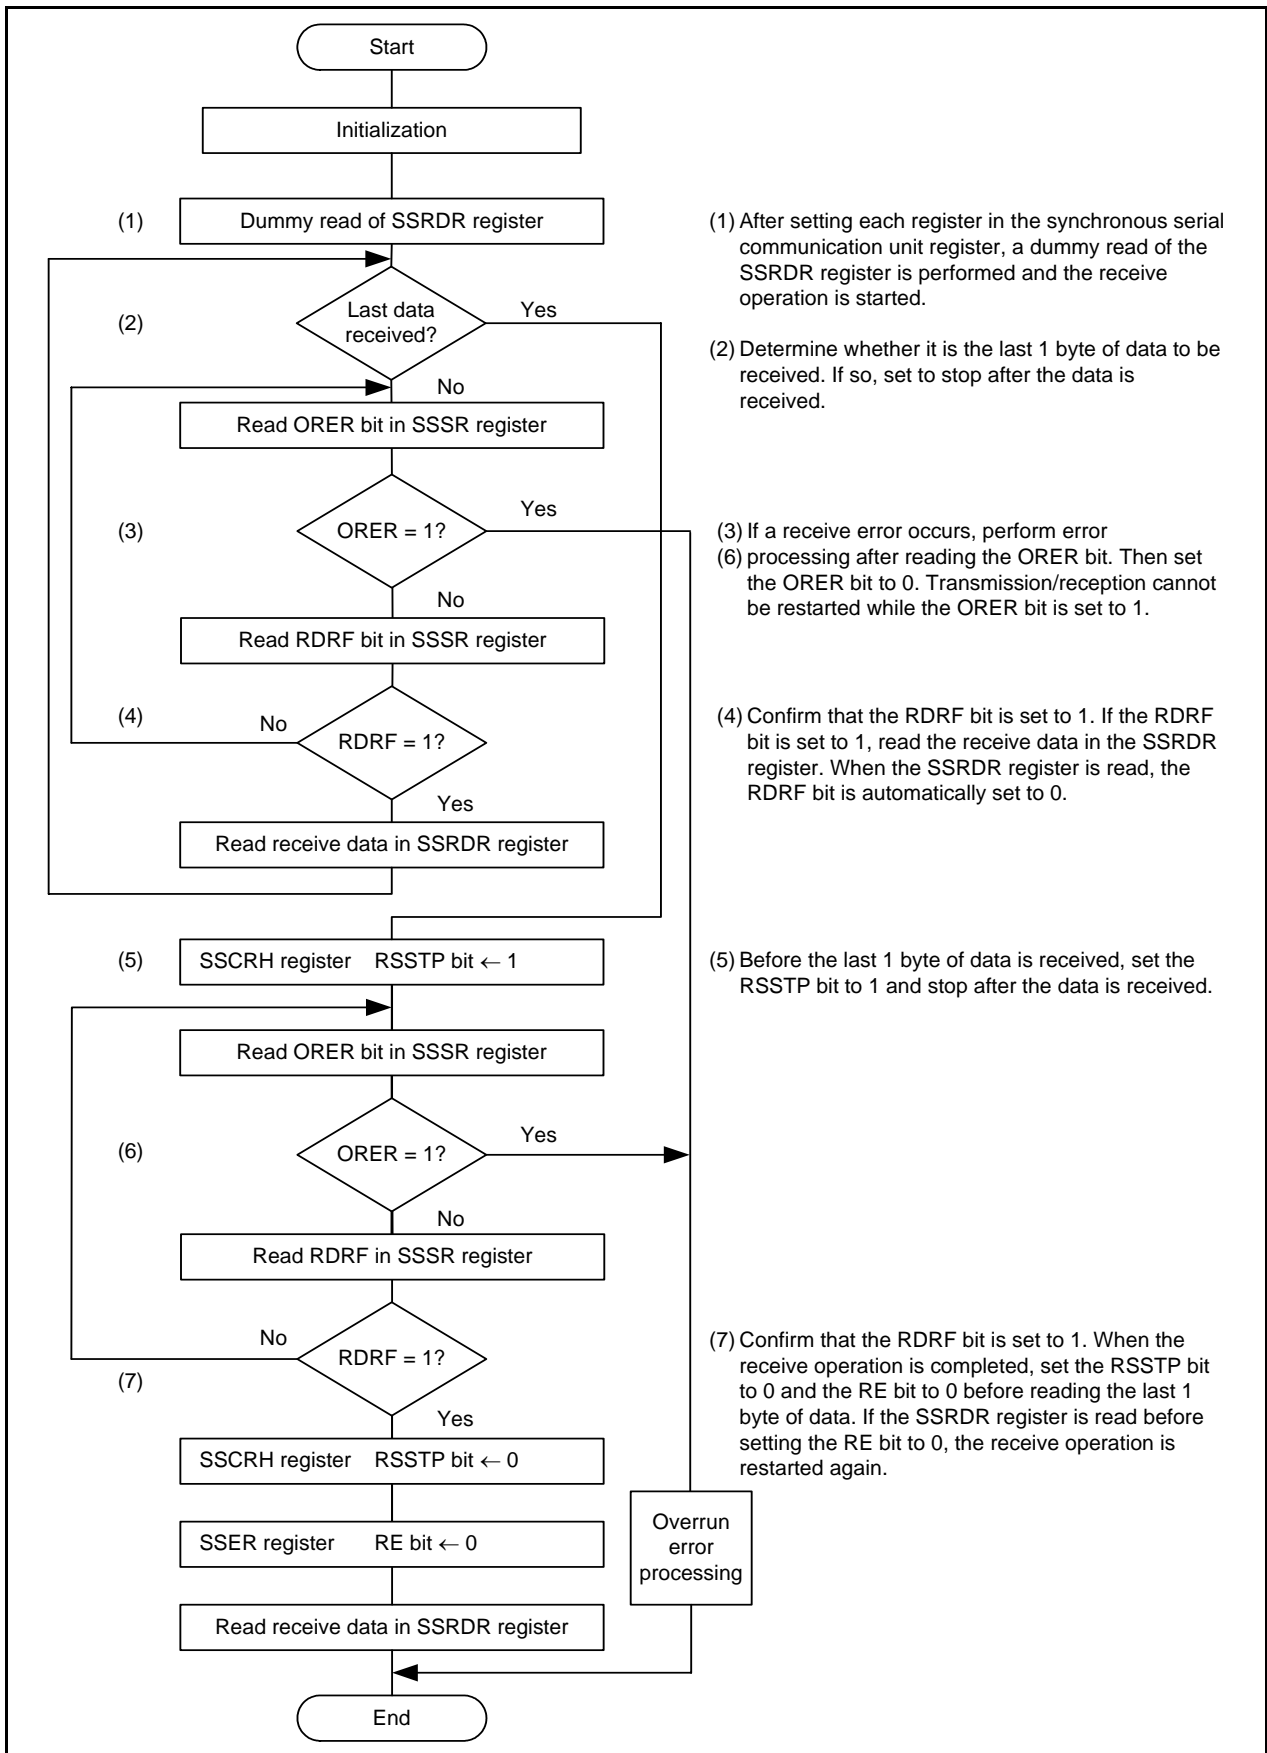 Start
Initialization
(1)
Dummy read of SSRDR register
(1) After setting each register in the synchronous serial
communication unit register, a dummy read of the
SSRDR register is performed and the receive
operation is started.
(2)
Last data
received?
Yes
No
(2) Determine whether it is the last 1 byte of data to be
received. If so, set to stop after the data is
received.
Read ORER bit in SSSR register
(3)
ORER = 1?
Yes
No
(3) If a receive error occurs, perform error
(6) processing after reading the ORER bit. Then set
the ORER bit to 0. Transmission/reception cannot
be restarted while the ORER bit is set to 1.
Read RDRF bit in SSSR register
(4)
No
RDRF = 1?
Yes
(4) Confirm that the RDRF bit is set to 1. If the RDRF
bit is set to 1, read the receive data in the SSRDR
register. When the SSRDR register is read, the
RDRF bit is automatically set to 0.
Read receive data in SSRDR register
(5)
SSCRH register RSSTP bit ← 1
(5) Before the last 1 byte of data is received, set the
RSSTP bit to 1 and stop after the data is received.
Read ORER bit in SSSR register
(6)
ORER = 1?
Yes
No
Read RDRF in SSSR register
No
RDRF = 1?
(7)
Yes
(7) Confirm that the RDRF bit is set to 1. When the
receive operation is completed, set the RSSTP bit
to 0 and the RE bit to 0 before reading the last 1
byte of data. If the SSRDR register is read before
setting the RE bit to 0, the receive operation is
restarted again.
SSCRH register RSSTP bit ← 0
SSER register RE bit ← 0
Overrun
error
processing
Read receive data in SSRDR register
End